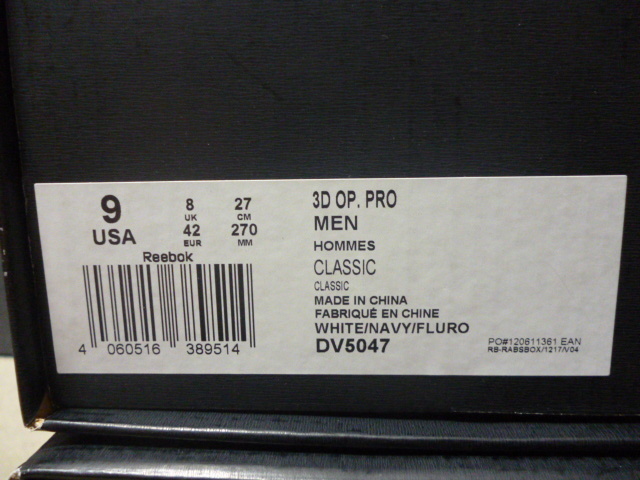 9 8 27
UK CM
USA 42 270
EUR MM
Reebok
4 060516 389514
3D OP. PRO
MEN
HOMMES
CLASSIC
CLASSIC
MADE IN CHINA
FABRIQUÉ EN CHINE
WHITE/NAVY/FLURO
DV5047
PO#120611361 EAN
RB-RABSBOX/1217/V04